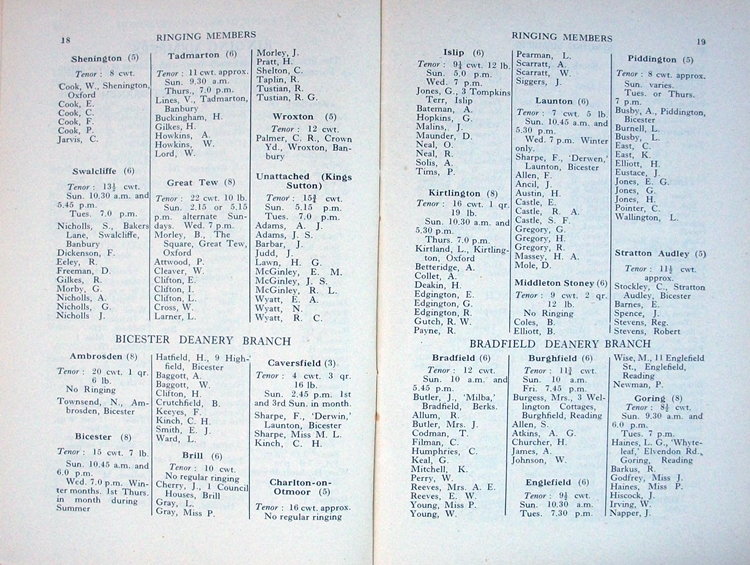 18
RINGING MEMBERS
Shenington (5)
Tenor : 8 cwt.
Cook, W., Shenington,
Oxford
Cook, E.
Cook, C.
Cook, F.
Cook, P.
Jarvis, C.
Swalcliffe (6)
Tenor : 13½ cwt.
Sun. 10.30 a.m. and
5.45 p.m.
Tues. 7.0 p.m.
Nicholls, S., Bakers
Lane, Swalcliffe,
Banbury
Dickenson, F.
Eeley, R.
Freeman, D.
Gilkes, R.
Morby, G.
Nicholls, A.
Nicholls, G.
Nicholls J.
Tadmarton (6)
Tenor : 11 cwt. approx.
Sun. 9.30 a.m.
Thurs., 7.0 p.m.
Lines, V., Tadmarton,
Banbury
Buckingham, H.
Gilkes, H.
Howkins, A.
Howkins, W.
Lord, W.
Great Tew (8)
Tenor : 22 cwt. 10 lb.
Sun. 2.15 or 5.15
p.m. alternate Sun-
days. Wed. 7 p.m.
Morley, B., The
Square, Great Tew,
Oxford
Attwood, P.
Cleaver, W.
Clifton, E.
Clifton, I.
Clifton, L.
Cross, W.
Larner, L.
Morley, J.
Pratt, H.
Shelton, C.
Taplin, R.
Tustian, R.
Tustian, R. G.
Wroxton (5)
Tenor : 12 cwt.
Palmer, C. R., Crown
Yd., Wroxton, Ban-
bury
Unattached (Kings
Sutton)
Tenor : 15¾ cwt.
Sun. 5.15 p.m.
Tues. 7.0 p.m.
Adams, A. J.
Adams, J. S.
Barbar, J.
Judd, J.
Lawn, H. G.
McGinley, E. M.
McGinley, J. S.
McGinley, R. L.
Wyatt, E. A.
Wyatt, N.
Wyatt, R. C.
BICESTER DEANERY BRANCH
Ambrosden (8)
Tenor : 20 cwt. 1 qr.
6 lb.
No Ringing
Townsend, N., Am-
brosden, Bicester
Bicester (8)
Tenor : 15 cwt. 7 lb.
Sun. 10.45 a.m. and
6.0 p.m.
Wed. 7.0 p.m. Win-
ter months. 1st Thurs.
in month during
Summer
Hatfield, H., 9 High-
field, Bicester
Baggott, A.
Baggott, W.
Clifton, H.
Crutchfield, B.
Keeyes, F.
Kinch, C. H.
Smith, E. J.
Ward, L.
Brill (6)
Tenor : 10 cwt.
No regular ringing
Cherry, J., 1 Council
Houses, Brill
Gray, L.
Gray, Miss P.
Caversfield (3)
Tenor : 4 cwt. 3 qr.
16 lb.
Sun. 2.45 p.m. 1st
and 3rd Sun. in month.
Sharpe, F., 'Derwin,'
Launton, Bicester
Sharpe, Miss M. L.
Kinch, C. H.
Charlton-on-
Otmoor (5)
Tenor : 16 cwt. approx.
No regular ringing
RINGING MEMBERS
19
Islip (6)
Tenor : 9¼ cwt. 12 lb.
Sun. 5.0 p.m.
Wed. 7 p.m.
Jones, G., 3 Tompkins
Terr, Islip
Bateman, A.
Hopkins, G.
Malins, J.
Maunder, D.
Neal, O.
Neal, R.
Solis, A.
Tims, P.
Kirtlington (8)
Tenor : 16 cwt. 1 qr.
19 lb.
Sun. 10.30 a.m. and
5.30 p.m.
Thurs. 7.0 p.m.
Kirtland, L., Kirtling-
ton, Oxford
Betteridge, A.
Collet, A.
Deakin, H.
Edgington, E.
Edgington, G.
Edgington, R.
Gutch, R. W.
Payne, R.
Pearman, L.
Scarratt, A.
Scarratt, W.
Siggers, J.
Launton (6)
Tenor : 7 cwt. 5 lb.
Sun. 10.45 a.m. and
5.30 p.m.
Wed. 7 p.m. Winter
only.
Sharpe, F., 'Derwen,'
Launton, Bicester
Allen, F.
Ancil, J.
Austin, H.
Castle, E.
Castle, R. A.
Castle, S. F.
Gregory, G.
Gregory, H.
Gregory, R.
Massey, H. A.
Mole, D.
Middleton Stoney (6)
Tenor : 9 cwt. 2 qr.
12 lb.
No Ringing
Coles, B.
Elliott, B.
Piddington (5)
Tenor : 8 cwt. approx.
Sun. varies.
Tues. or Thurs.
7 p.m.
Busby, A., Piddington,
Bicester
Burnell, L.
Busby, L.
East, C.
East, K.
Elliott, H.
Eustace, J.
Jones, E. G.
Jones, G.
Jones, H.
Pointer, C.
Wallington, L.
Stratton Audley (5)
Tenor : 11½ cwt.
approx.
Stockley, C., Stratton
Audley, Bicester
Barnes, E.
Spence, J.
Stevens, Reg.
Stevens, Robert
BRADFIELD DEANERY BRANCH
Bradfield (6)
Tenor : 12 cwt.
Sun. 10 a.m. and
5.45 p.m.
Butler, J., 'Milba,'
Bradfield, Berks.
Allum, R.
Butler, Mrs. J.
Codman, T.
Filman, C.
Humphries, C.
Keal, G.
Mitchell, K.
Perry, W.
Reeves, Mrs. A. E.
Reeves, E. W.
Young, Miss P.
Young, W.
Burghfield (6)
Tenor : 11¾ cwt.
Sun. 10 a.m.
Fri. 7.45 p.m.
Burgess, Mrs., 3 Wel-
lington Cottages,
Burghfield, Reading
Allen, S.
Atkins, A. G.
Churcher, H.
James, A.
Johnson, W.
Englefield (6)
Tenor : 9½ cwt.
Sun. 10.30 a.m.
Tues. 7.30 p.m.
Wise, M., 11 Englefield
St., Englefield,
Reading
Newman, P.
Goring (8)
Tenor : 8½ cwt.
Sun. 9.30 a.m. and
6.0 p.m.
Tues. 7 p.m.
Haines, L. G., 'Whyte-
leaf,' Elvendon Rd.,
Goring, Reading
Barkus, R.
Godfrey, Miss J.
Haines, Miss P.
Hiscock, J.
Irving, W.
Napper, J.